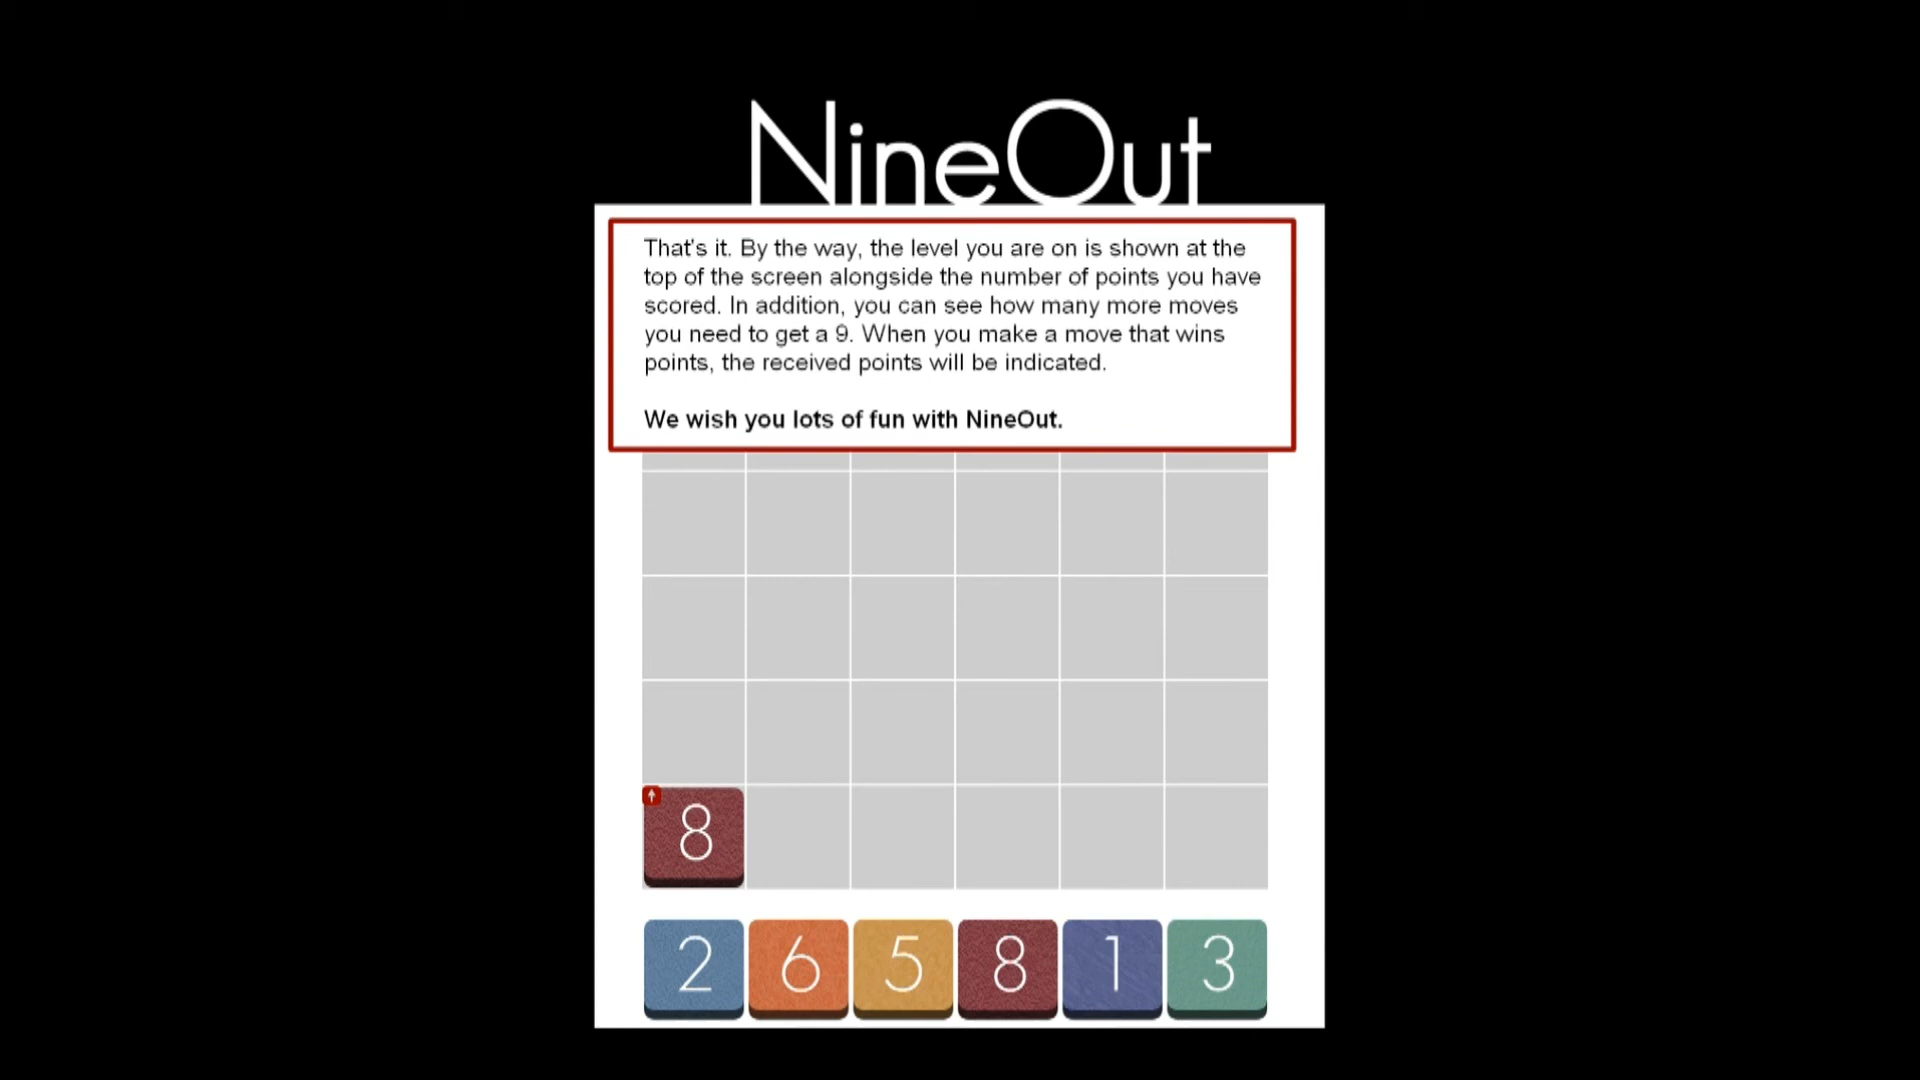 NineOut
That's it. By the way, the level you are on is shown at the
top of the screen alongside the number of points you have
scored. In addition, you can see how many more moves
you need to get a 9. When you make a move that wins
points, the received points will be indicated.
We wish you lots of fun with NineOut.
8
2 6 5 8 1 3